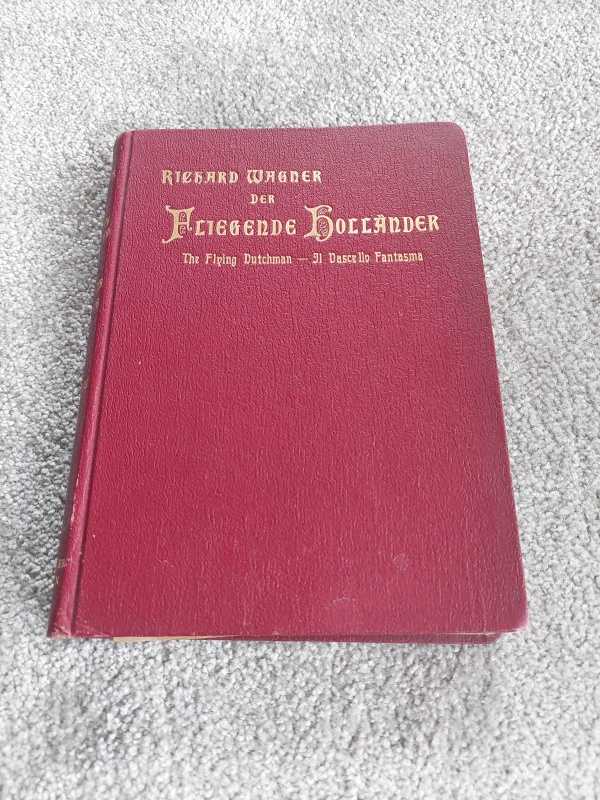 Richard Wagner
Der
Fliegende Holländer
The Flying Dutchman — Il Vascello Fantasma